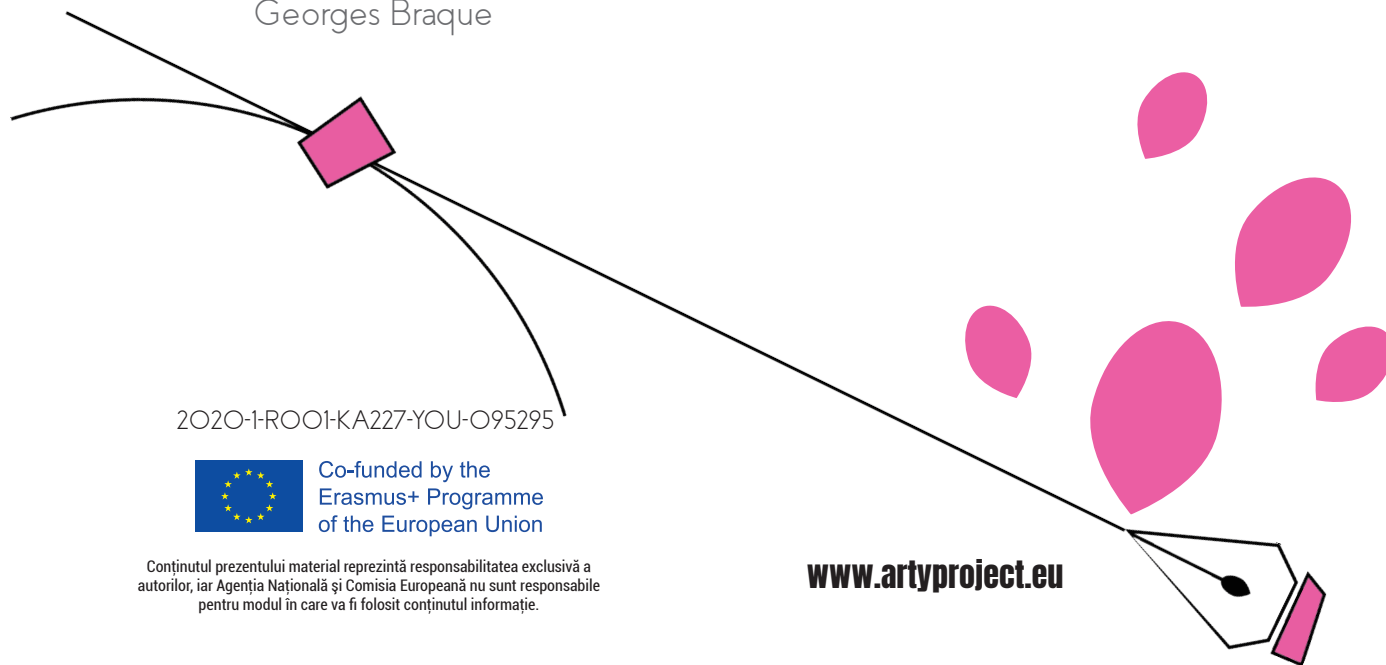 Georges Braque
2020-1-RO01-KA227-YOU-095295
Co-funded by the
Erasmus+ Programme
of the European Union
Conținutul prezentului material reprezintă responsabilitatea exclusivă a
autorilor, iar Agenția Națională și Comisia Europeană nu sunt responsabile
pentru modul în care va fi folosit conținutul informație.
www.artyproject.eu